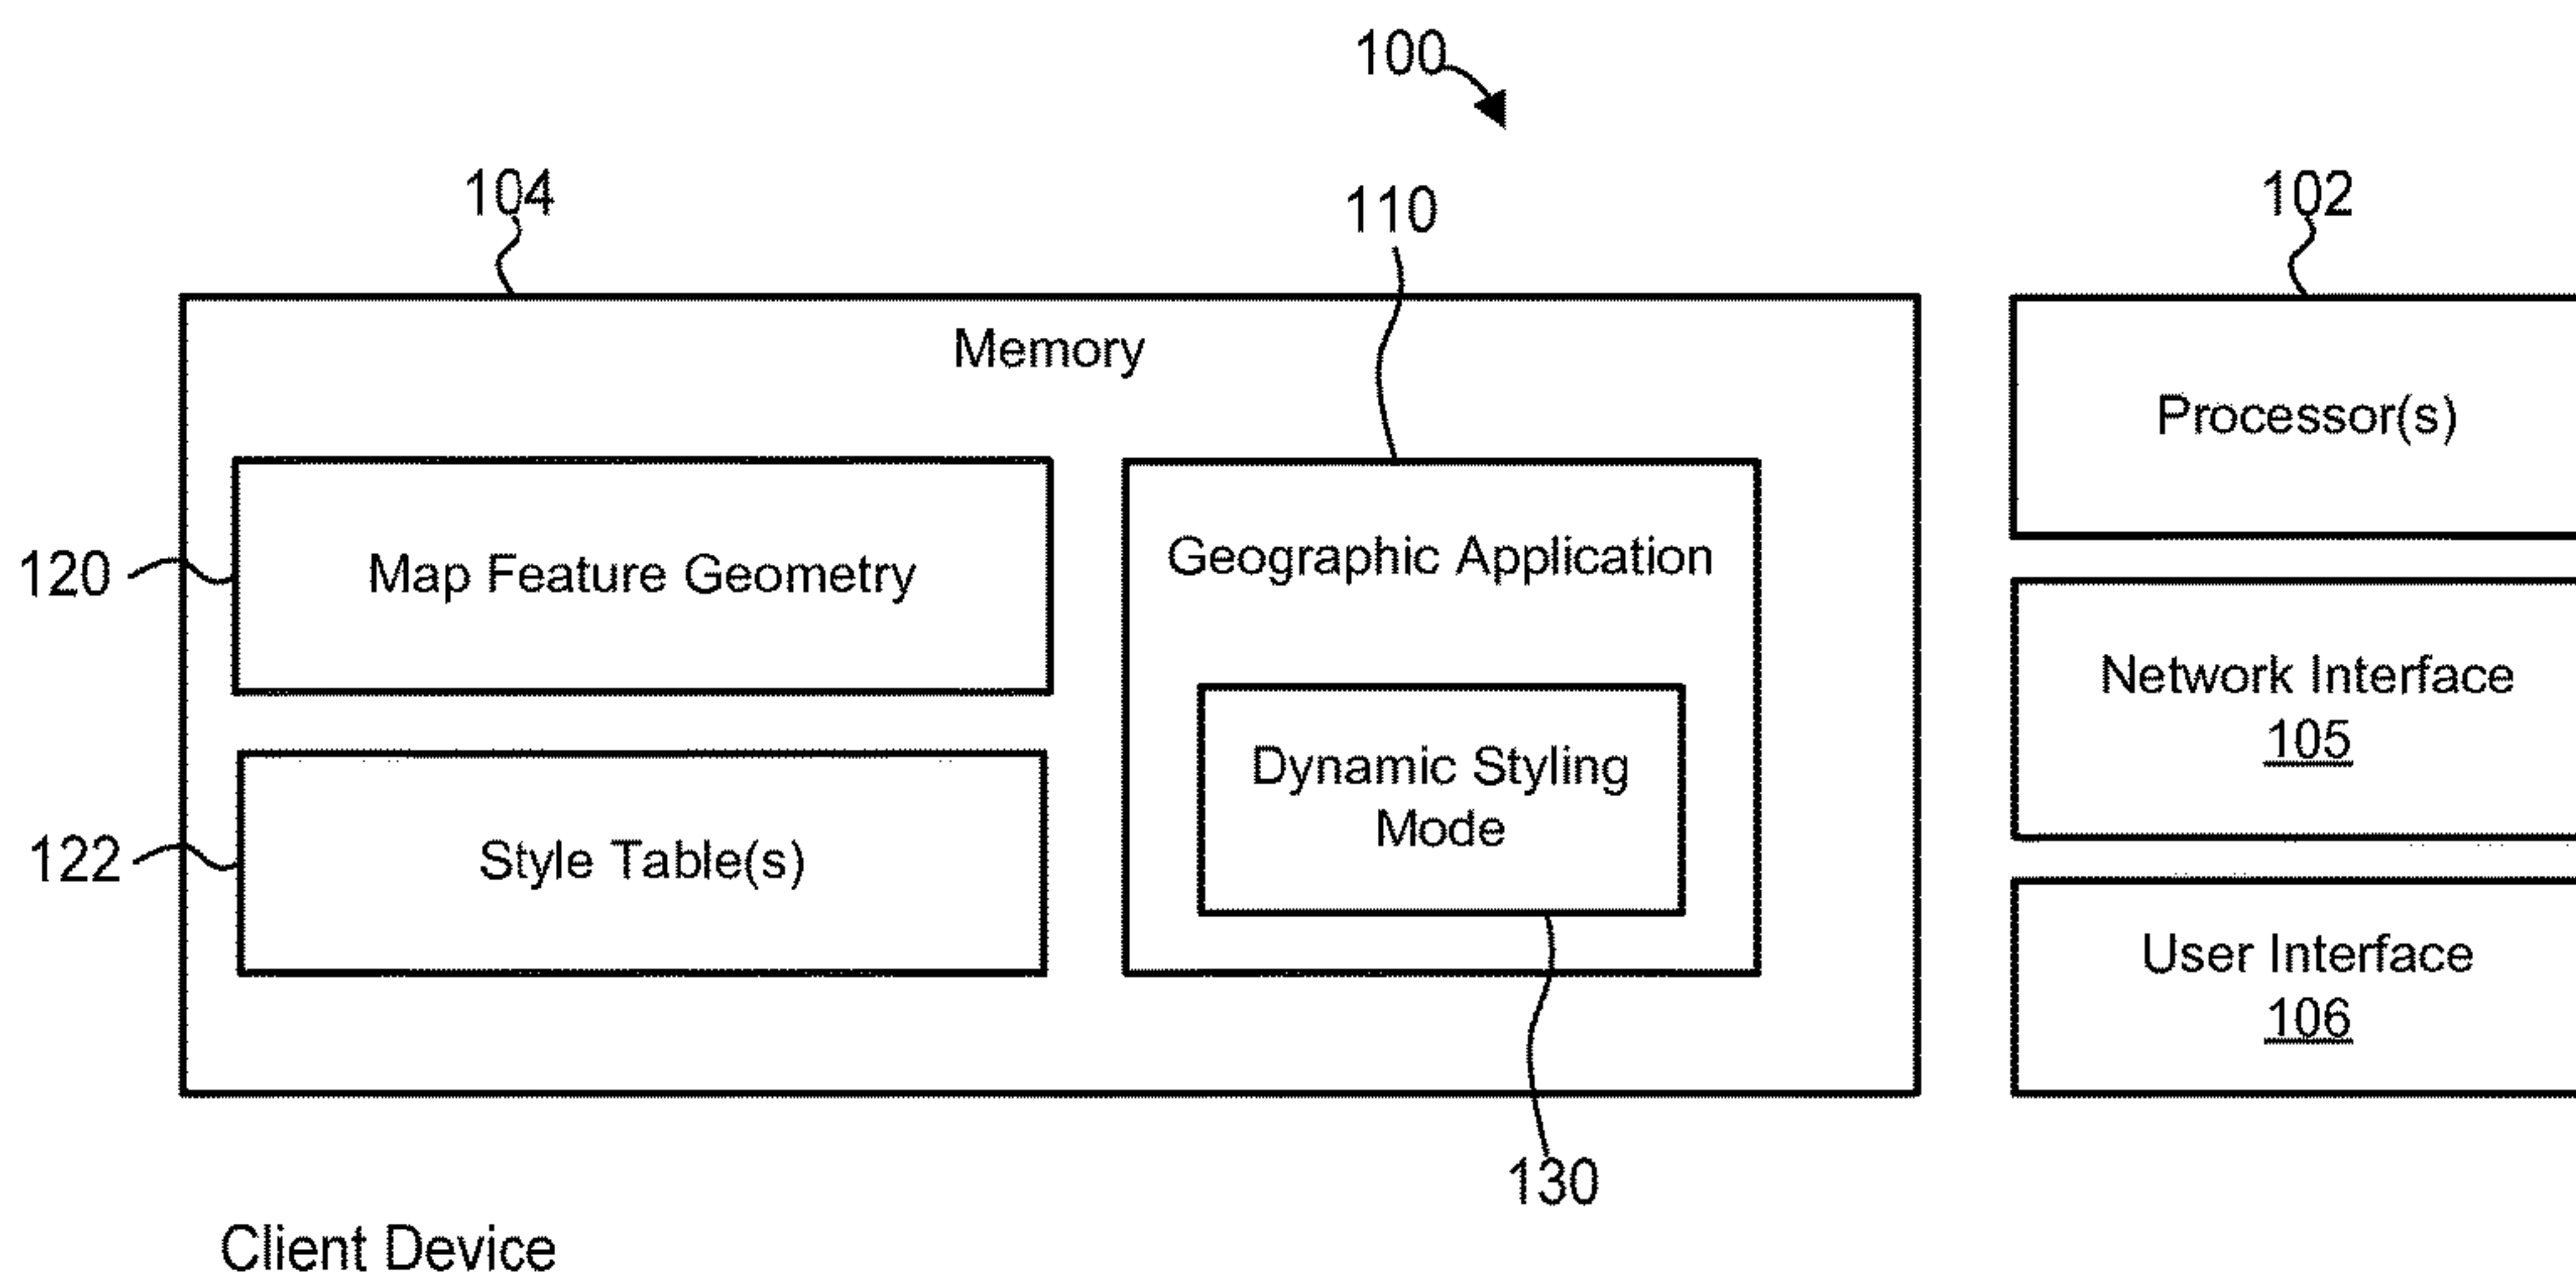 100
104
110
102
Memory
Processor(s)
120
Map Feature Geometry
Geographic Application
Network Interface
105
Dynamic Styling
Mode
122
Style Table(s)
User Interface
106
130
Client Device